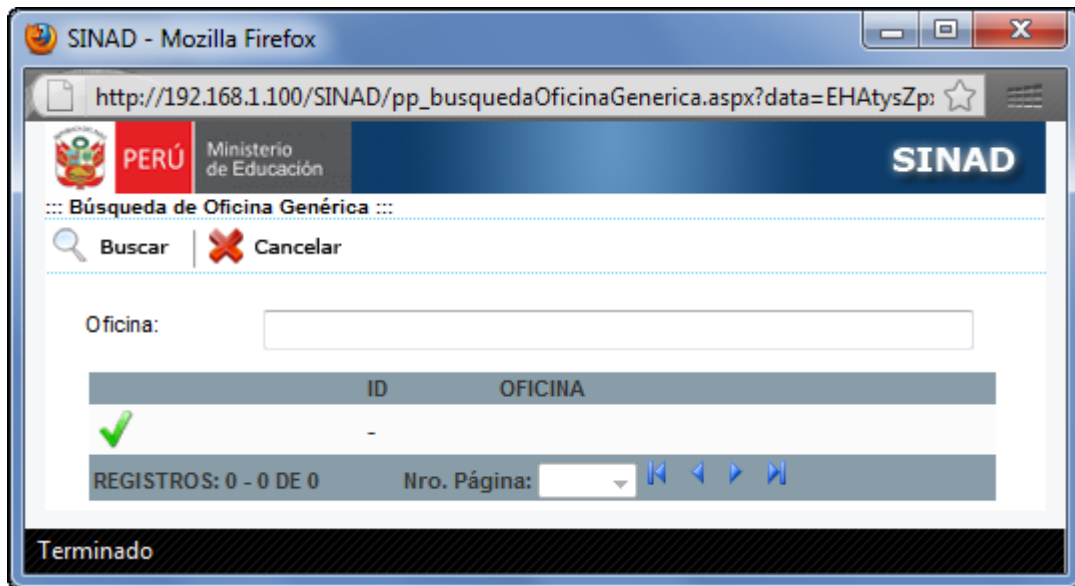 SINAD - Mozilla Firefox
http://192.168.1.100/SINAD/pp_busquedaOficinaGenerica.aspx?data=EHAtysZp
PERÚ Ministerio de Educación SINAD
::: Búsqueda de Oficina Genérica :::
Buscar Cancelar
Oficina:
ID OFICINA
-
REGISTROS: 0 - 0 DE 0 Nro. Página:
Terminado